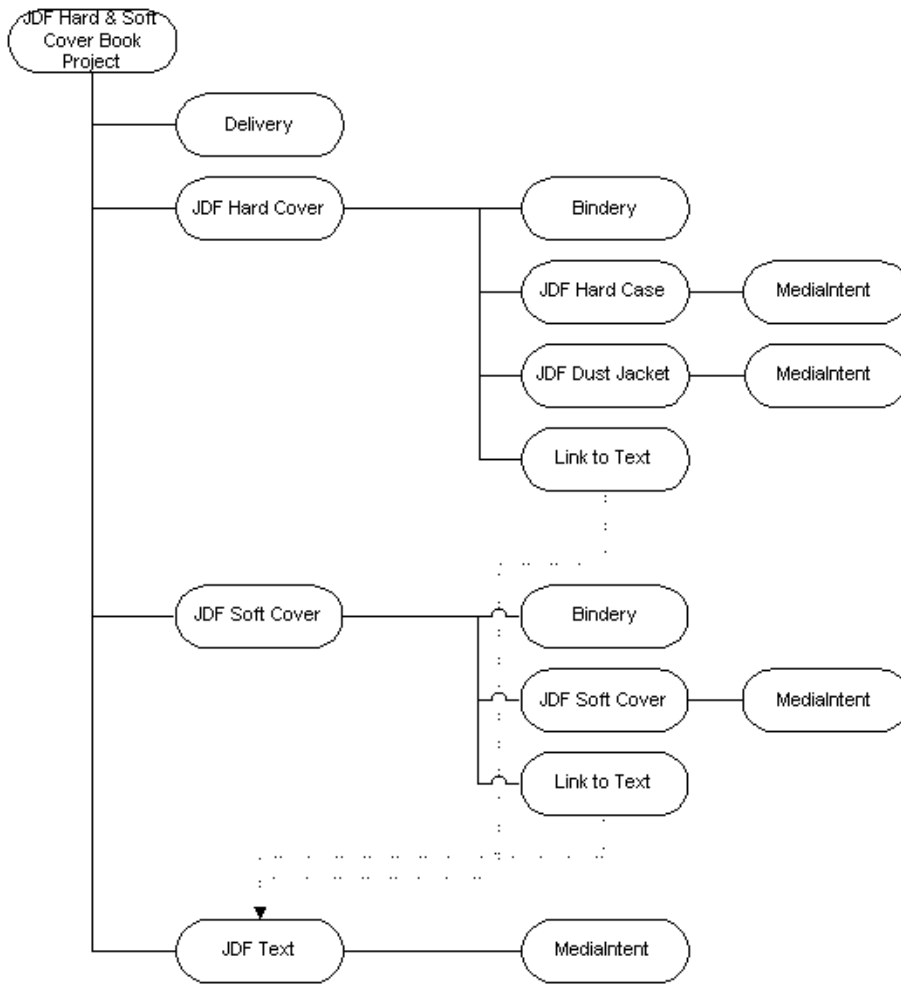 JDF Hard & Soft
Cover Book
Project
Delivery
JDF Hard Cover
Bindery
JDF Hard Case
MediaIntent
JDF Dust Jacket
MediaIntent
Link to Text
JDF Soft Cover
Bindery
JDF Soft Cover
MediaIntent
Link to Text
JDF Text
MediaIntent